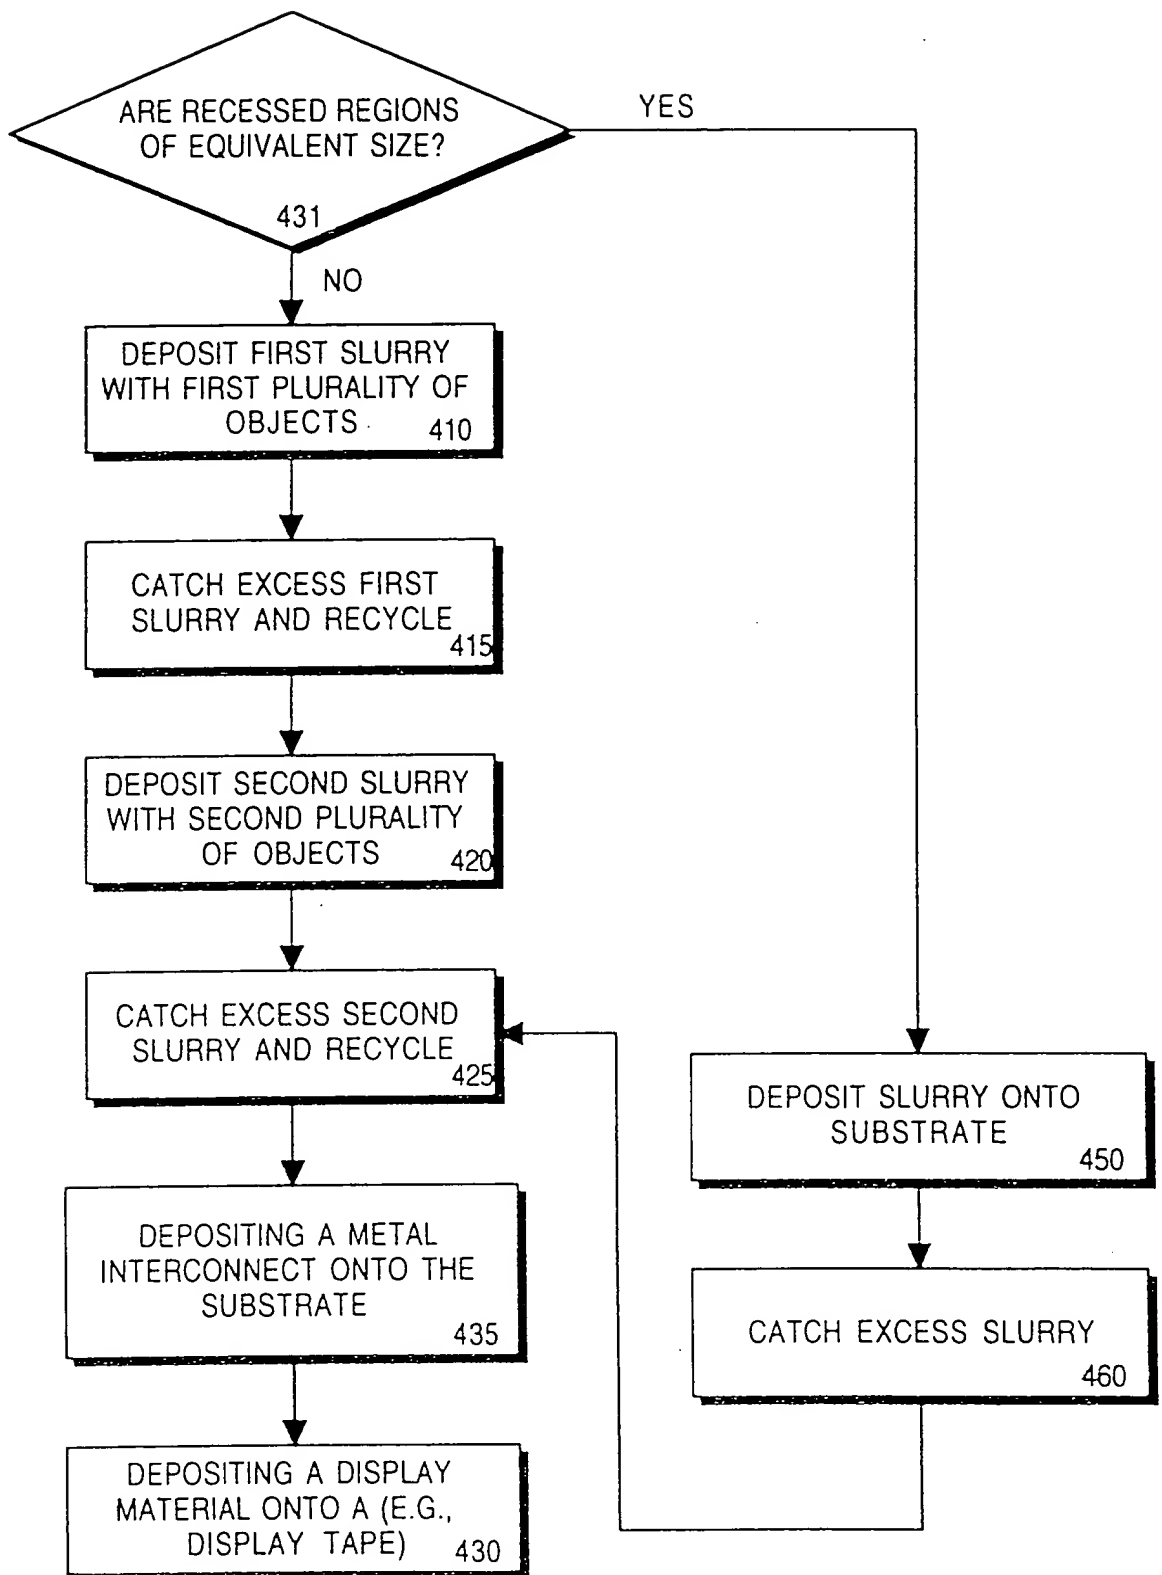 ARE RECESSED REGIONS
OF EQUIVALENT SIZE?
431
YES
NO
DEPOSIT FIRST SLURRY
WITH FIRST PLURALITY OF
OBJECTS
410
CATCH EXCESS FIRST
SLURRY AND RECYCLE
415
DEPOSIT SECOND SLURRY
WITH SECOND PLURALITY
OF OBJECTS
420
CATCH EXCESS SECOND
SLURRY AND RECYCLE
425
DEPOSITING A METAL
INTERCONNECT ONTO THE
SUBSTRATE
435
DEPOSITING A DISPLAY
MATERIAL ONTO A (E.G.,
DISPLAY TAPE)
430
DEPOSIT SLURRY ONTO
SUBSTRATE
450
CATCH EXCESS SLURRY
460